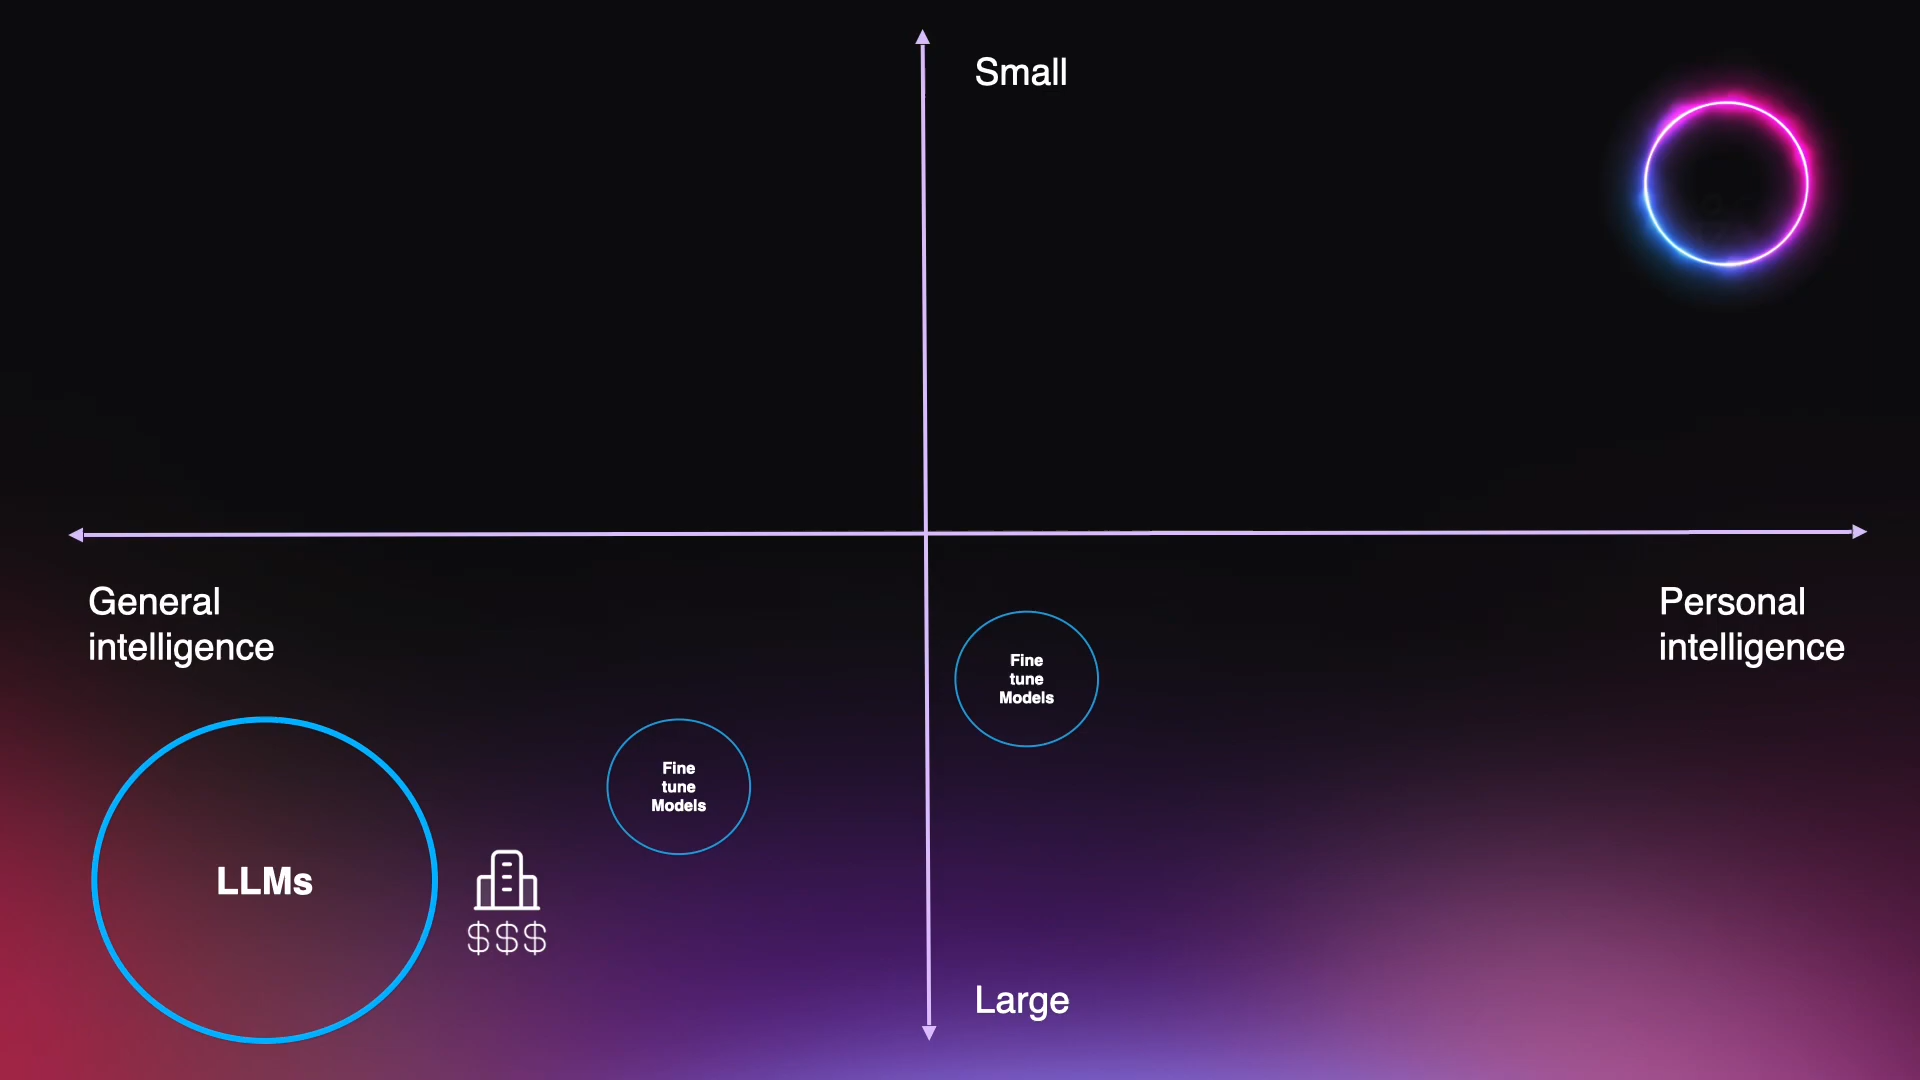 Small
General
intelligence
Personal
intelligence
Fine
tune
Models
Fine
tune
Models
LLMs
$$$
Large